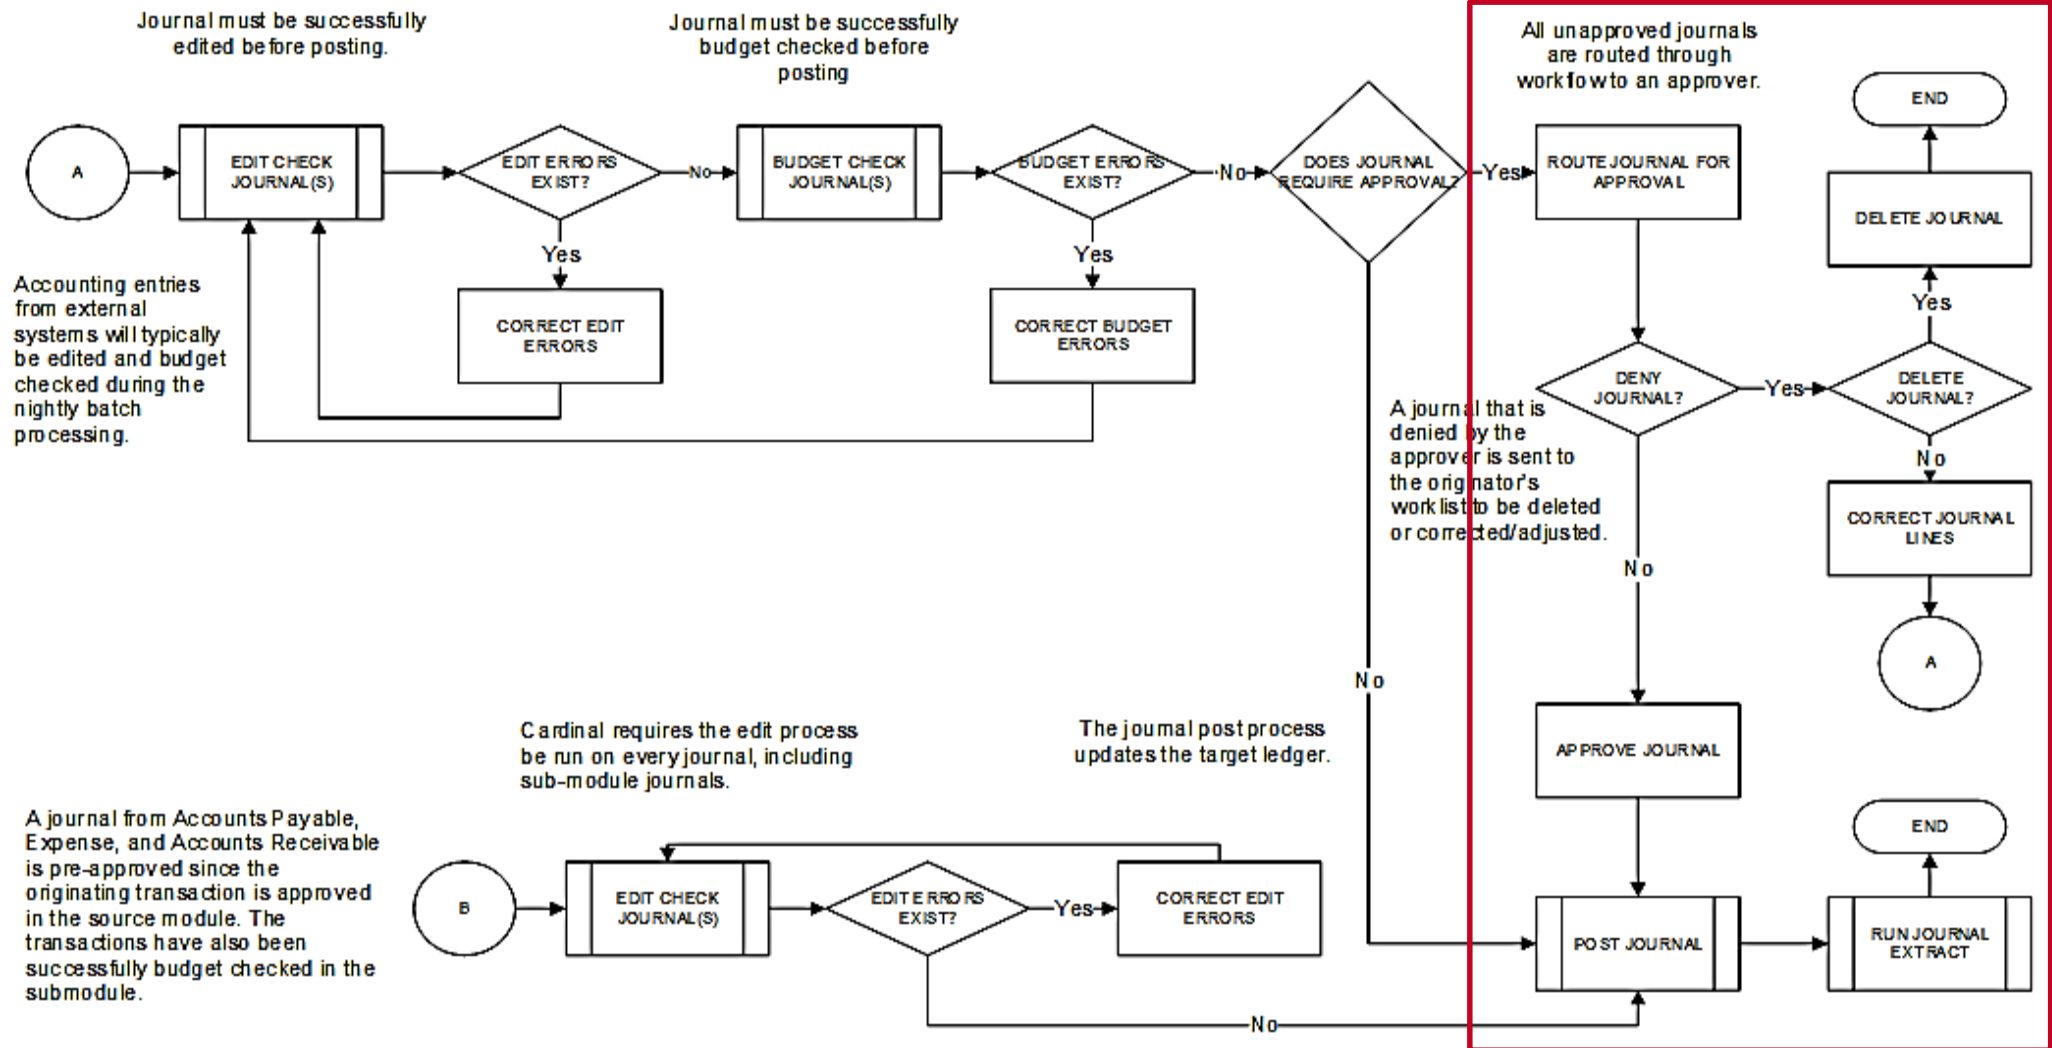 Journal must be successfully
edited before posting.
Journal must be successfully
budget checked before
posting
All unapproved journals
are routed through
workflow to an approver.
END
A
EDIT CHECK
JOURNAL(S)
EDIT ERRORS
EXIST?
No
BUDGET CHECK
JOURNAL(S)
BUDGET ERRORS
EXIST?
No
DOES JOURNAL
REQUIRE APPROVAL?
Yes
ROUTE JOURNAL FOR
APPROVAL
DELETE JOURNAL
Yes
Yes
Yes
Accounting entries
from external
systems will typically
be edited and budget
checked during the
nightly batch
processing.
CORRECT EDIT
ERRORS
CORRECT BUDGET
ERRORS
DENY
JOURNAL?
Yes
DELETE
JOURNAL?
A journal that is
denied by the
approver is sent to
the originator's
worklist to be deleted
or corrected/adjusted.
No
CORRECT JOURNAL
LINES
No
A
No
Cardinal requires the edit process
be run on every journal, including
sub-module journals.
The journal post process
updates the target ledger.
APPROVE JOURNAL
A journal from Accounts Payable,
Expense, and Accounts Receivable
is pre-approved since the
originating transaction is approved
in the source module. The
transactions have also been
successfully budget checked in the
submodule.
END
B
EDIT CHECK
JOURNAL(S)
EDIT ERRORS
EXIST?
Yes
CORRECT EDIT
ERRORS
POST JOURNAL
RUN JOURNAL
EXTRACT
No